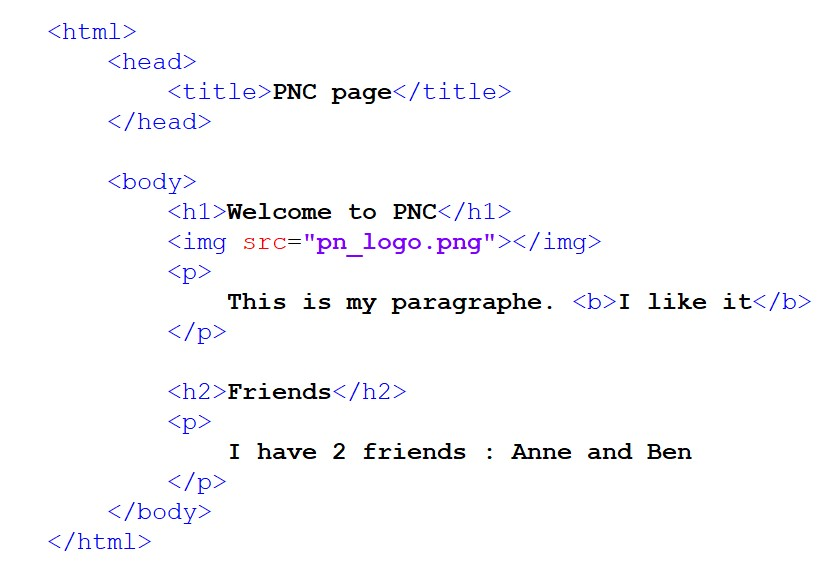 <html>
<head>
<title>PNC page</title>
</head>
<body>
<h1>Welcome to PNC</h1>
<img src="pn_logo.png"></img>
<p>
This is my paragraphe. <b>I like it</b>
</p>
<h2>Friends</h2>
<p>
I have 2 friends : Anne and Ben
</p>
</body>
</html>